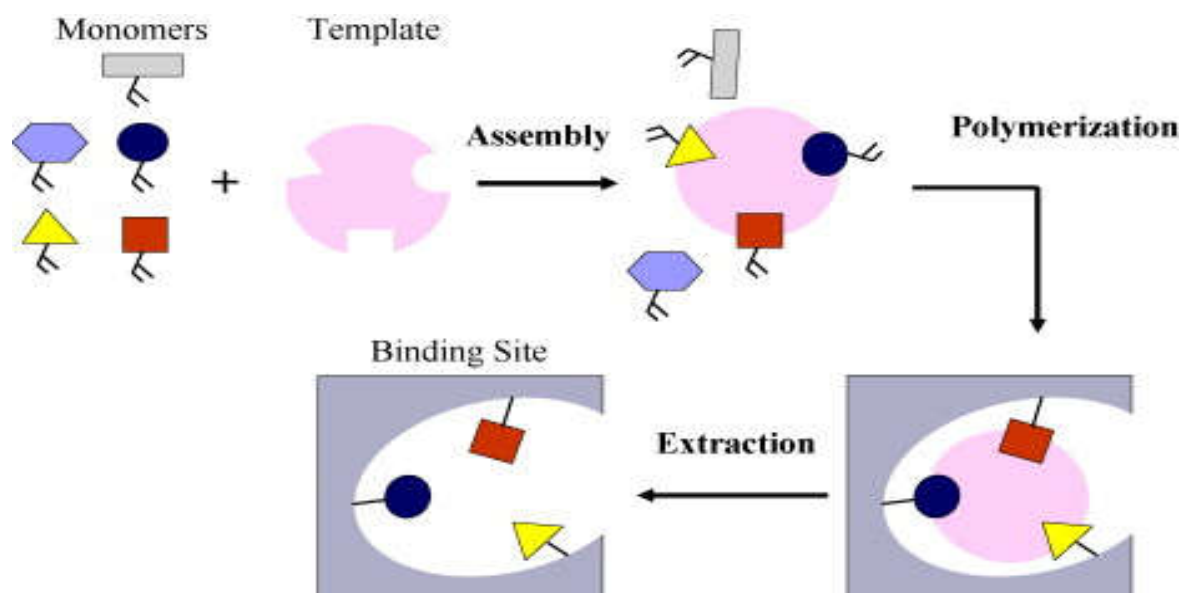 Monomers
Template
+
Assembly
Polymerization
Binding Site
Extraction